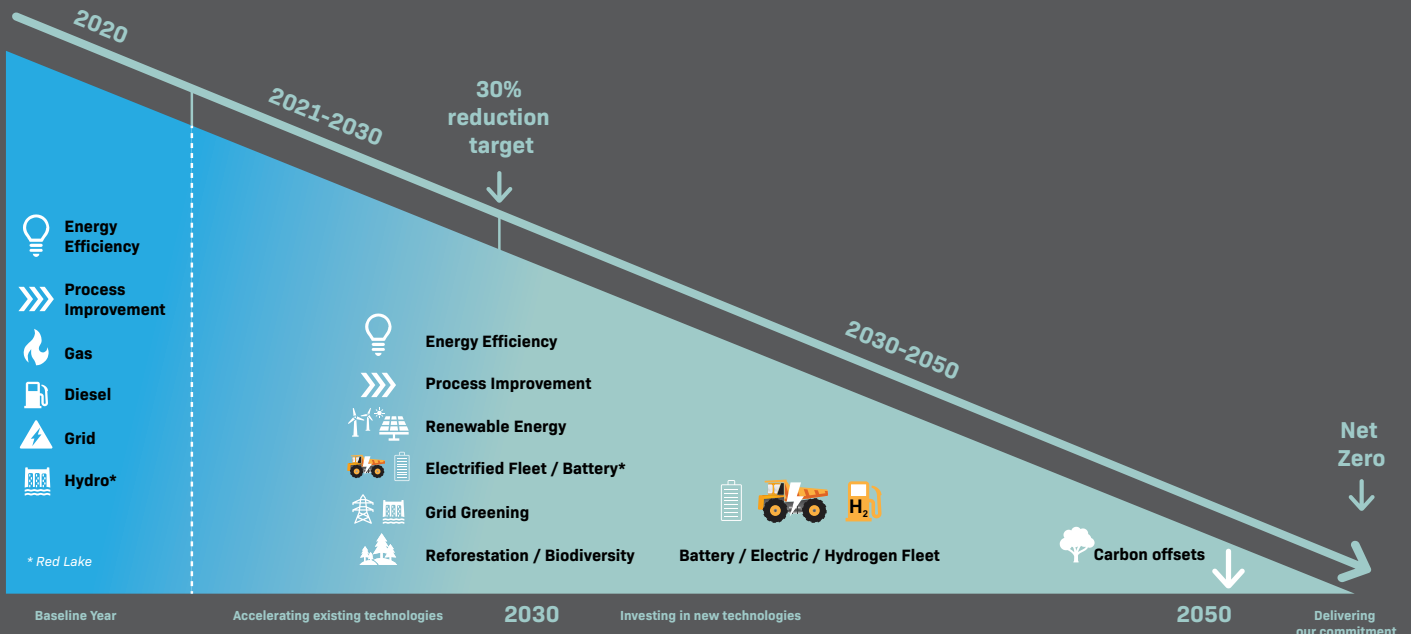 2020
2021-2030
30%
reduction
target
2030-2050
Net
Zero
Energy
Efficiency
Process
Improvement
Gas
Diesel
Grid
Hydro*
* Red Lake
Energy Efficiency
Process Improvement
Renewable Energy
Electrified Fleet / Battery*
Grid Greening
Reforestation / Biodiversity
H2
Battery / Electric / Hydrogen Fleet
Carbon offsets
Baseline Year
Accelerating existing technologies
2030
Investing in new technologies
2050
Delivering
our commitment